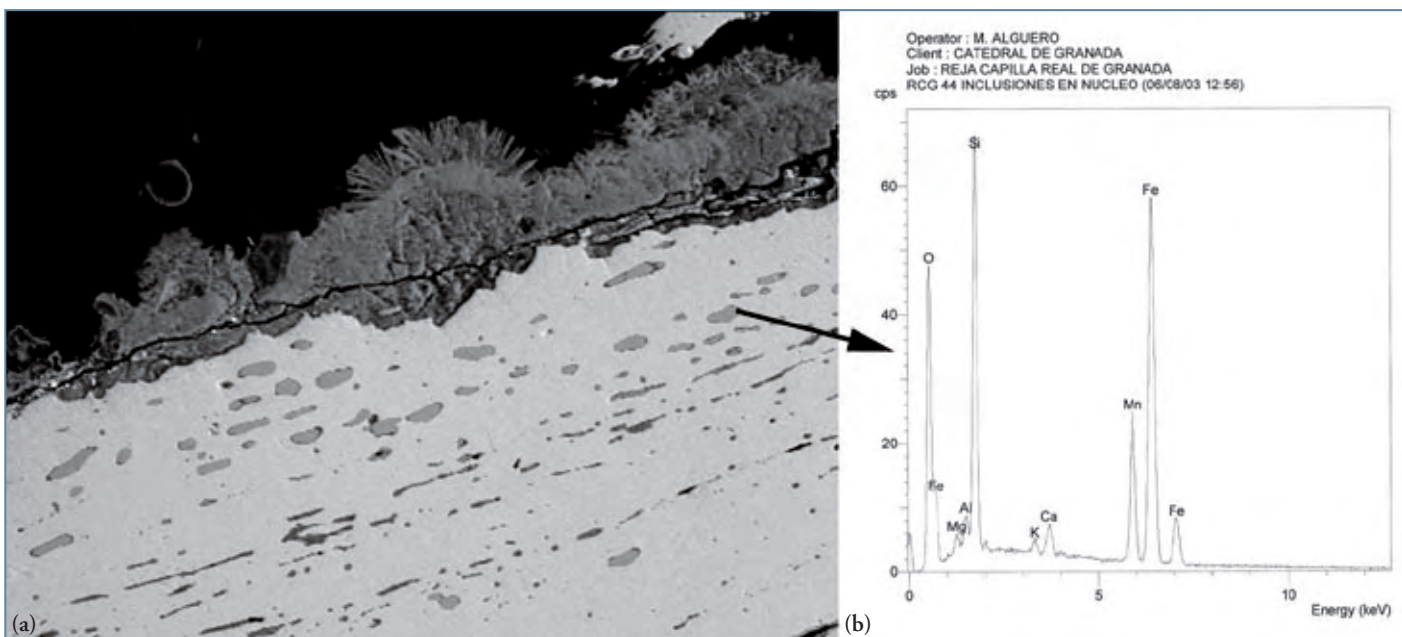 Operator : M. ALGUERO
Client : CATEDRAL DE GRANADA
Job : REJA CAPILLA REAL DE GRANADA
RCG 44 INCLUSIONES EN NUCLEO (06/08/03 12:56)
cps
Si
60
Fe
O
40
Mn
20
Fe
Al
Mg
K
Ca
Fe
0
0
5
10
Energy (keV)
(a)
(b)